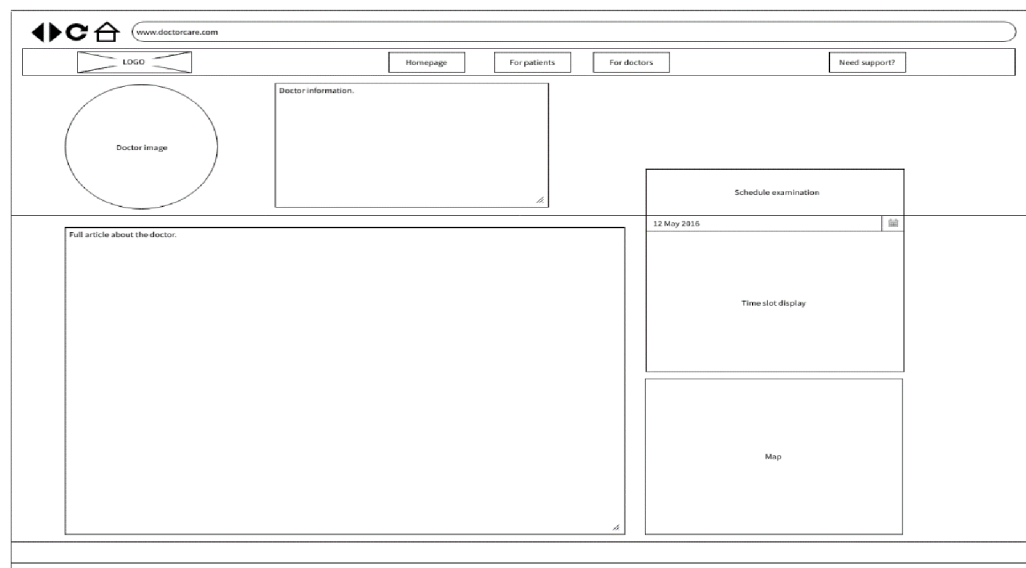 www.doctorcare.com
LOGO
Homepage
For patients
For doctors
Need support?
Doctor image
Doctor information.
Schedule examination
12 May 2016
Full article about the doctor.
Time slot display
Map